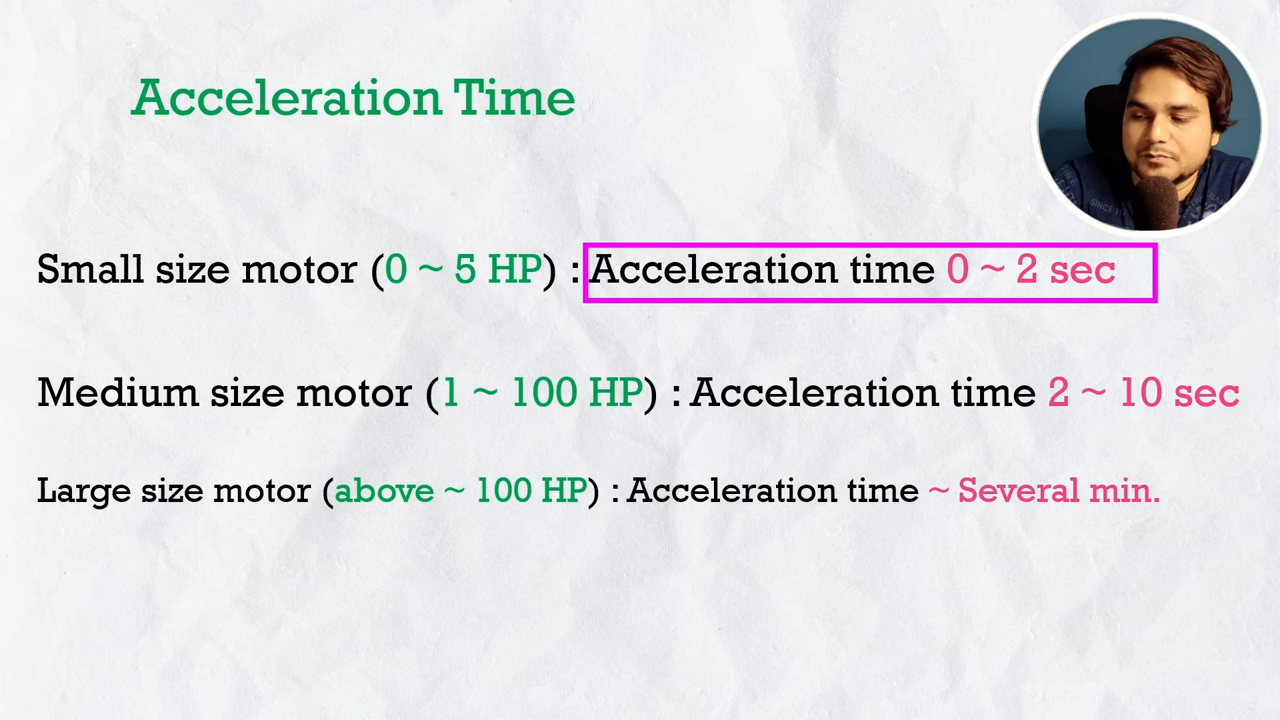 Acceleration Time
Small size motor (0 ~ 5 HP) : Acceleration time 0 ~ 2 sec
Medium size motor (1 ~ 100 HP) : Acceleration time 2 ~ 10 sec
Large size motor (above ~ 100 HP) : Acceleration time ~ Several min.